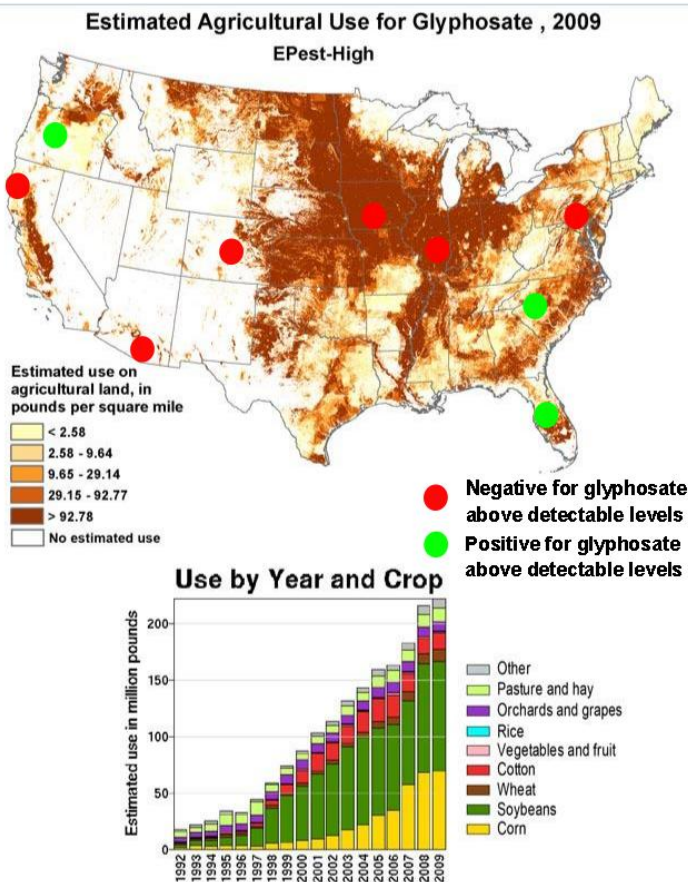 Estimated Agricultural Use for Glyphosate , 2009
EPest-High
Estimated use on
agricultural land, in
pounds per square mile
< 2.58
2.58 - 9.64
9.65 - 29.14
29.15 - 92.77
> 92.78
No estimated use
Negative for glyphosate
above detectable levels
Positive for glyphosate
above detectable levels
Use by Year and Crop
Estimated use in million pounds
200
150
100
50
0
1992
1993
1994
1995
1996
1997
1998
1999
2000
2001
2002
2003
2004
2005
2006
2007
2008
2009
Other
Pasture and hay
Orchards and grapes
Rice
Vegetables and fruit
Cotton
Wheat
Soybeans
Corn